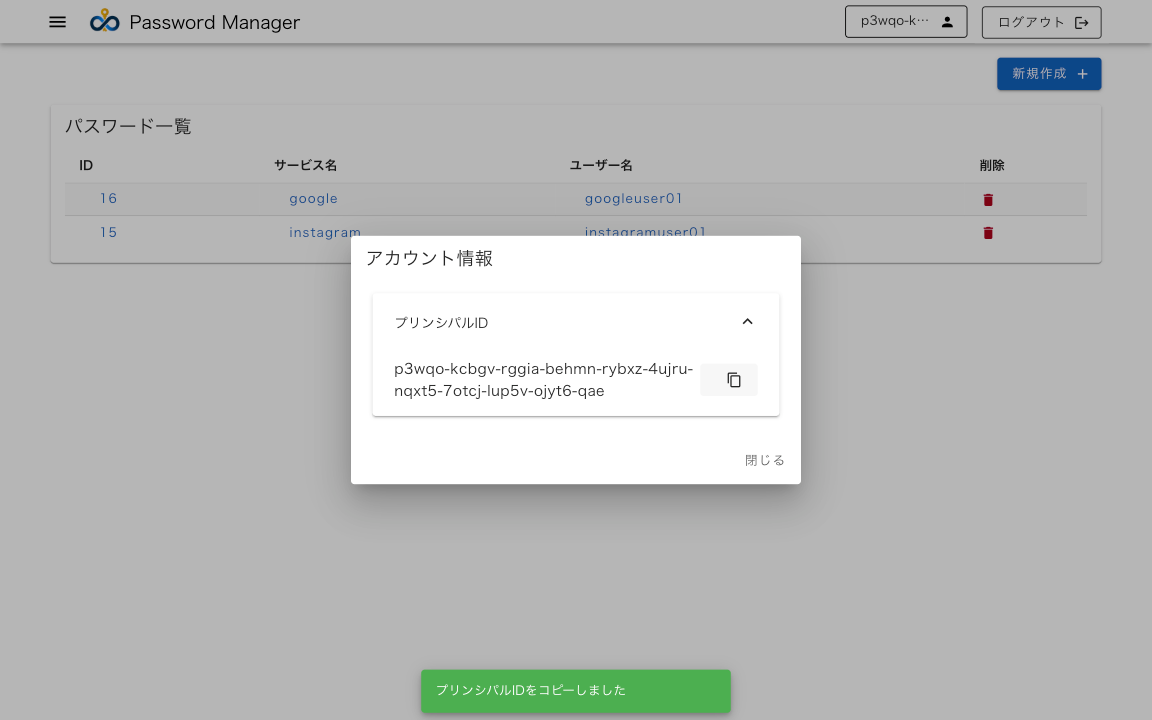 Password Manager
p3wqo-k…
ログアウト
新規作成
パスワード一覧
ID サービス名 ユーザー名 削除
16 google googleuser01
15 instagram instagramuser01
アカウント情報
プリンシパルID
p3wqo-kcbgv-rggia-behmn-rybxz-4ujru-
nqxt5-7otcj-lup5v-ojyt6-qae
閉じる
プリンシパルIDをコピーしました